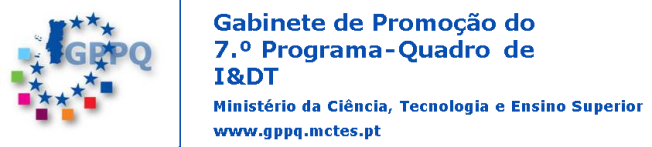 GPPQ
Gabinete de Promoção do
7.º Programa-Quadro de
I&DT
Ministério da Ciência, Tecnologia e Ensino Superior
www.gppq.mctes.pt